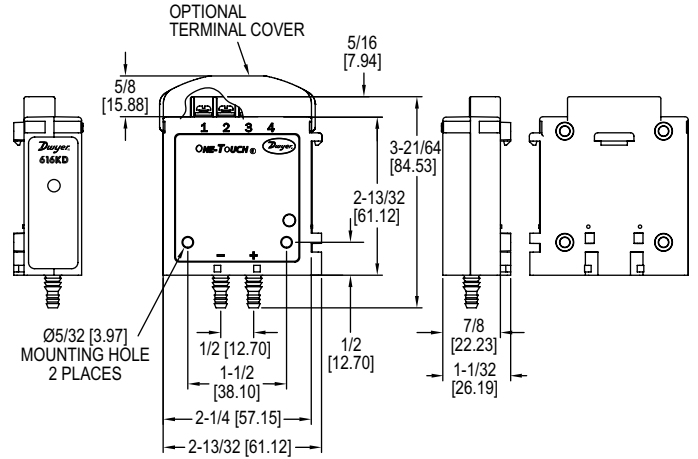 OPTIONAL
TERMINAL COVER
5/16
[7.94]
5/8
[15.88]
1 2 3 4
Dwyer
616KD
ONE-TOUCH ®
Dwyer
3-21/64
[84.53]
2-13/32
[61.12]
- +
Ø5/32 [3.97]
MOUNTING HOLE
2 PLACES
1/2 [12.70]
1/2
[12.70]
1-1/2
[38.10]
2-1/4 [57.15]
2-13/32 [61.12]
7/8
[22.23]
1-1/32
[26.19]